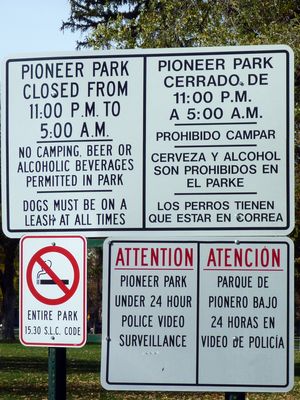 PIONEER PARK
CLOSED FROM
11:00 P.M. TO
5:00 A.M.
NO CAMPING, BEER OR
ALCOHOLIC BEVERAGES
PERMITTED IN PARK
DOGS MUST BE ON A
LEASH AT ALL TIMES
PIONEER PARK
CERRADO, DE
11:00 P.M.
A 5:00 A.M.
PROHIBIDO CAMPAR
CERVEZA Y ALCOHOL
SON PROHIBIDOS EN
EL PARKE
LOS PERROS TIENEN
QUE ESTAR EN CORREA
ENTIRE PARK
15.30 S.L.C. CODE
ATTENTION
PIONEER PARK
UNDER 24 HOUR
POLICE VIDEO
SURVEILLANCE
ATENCIÓN
PARQUE DE
PIONERO BAJO
24 HORAS EN
VIDEO DE POLICÍA